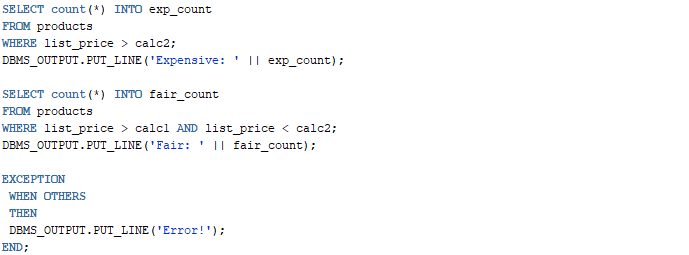 SELECT count(*) INTO exp_count
FROM products
WHERE list_price > calc2;
DBMS_OUTPUT.PUT_LINE('Expensive: ' || exp_count);
SELECT count(*) INTO fair_count
FROM products
WHERE list_price > calc1 AND list_price < calc2;
DBMS_OUTPUT.PUT_LINE('Fair: ' || fair_count);
EXCEPTION
WHEN OTHERS
THEN
DBMS_OUTPUT.PUT_LINE('Error!');
END;